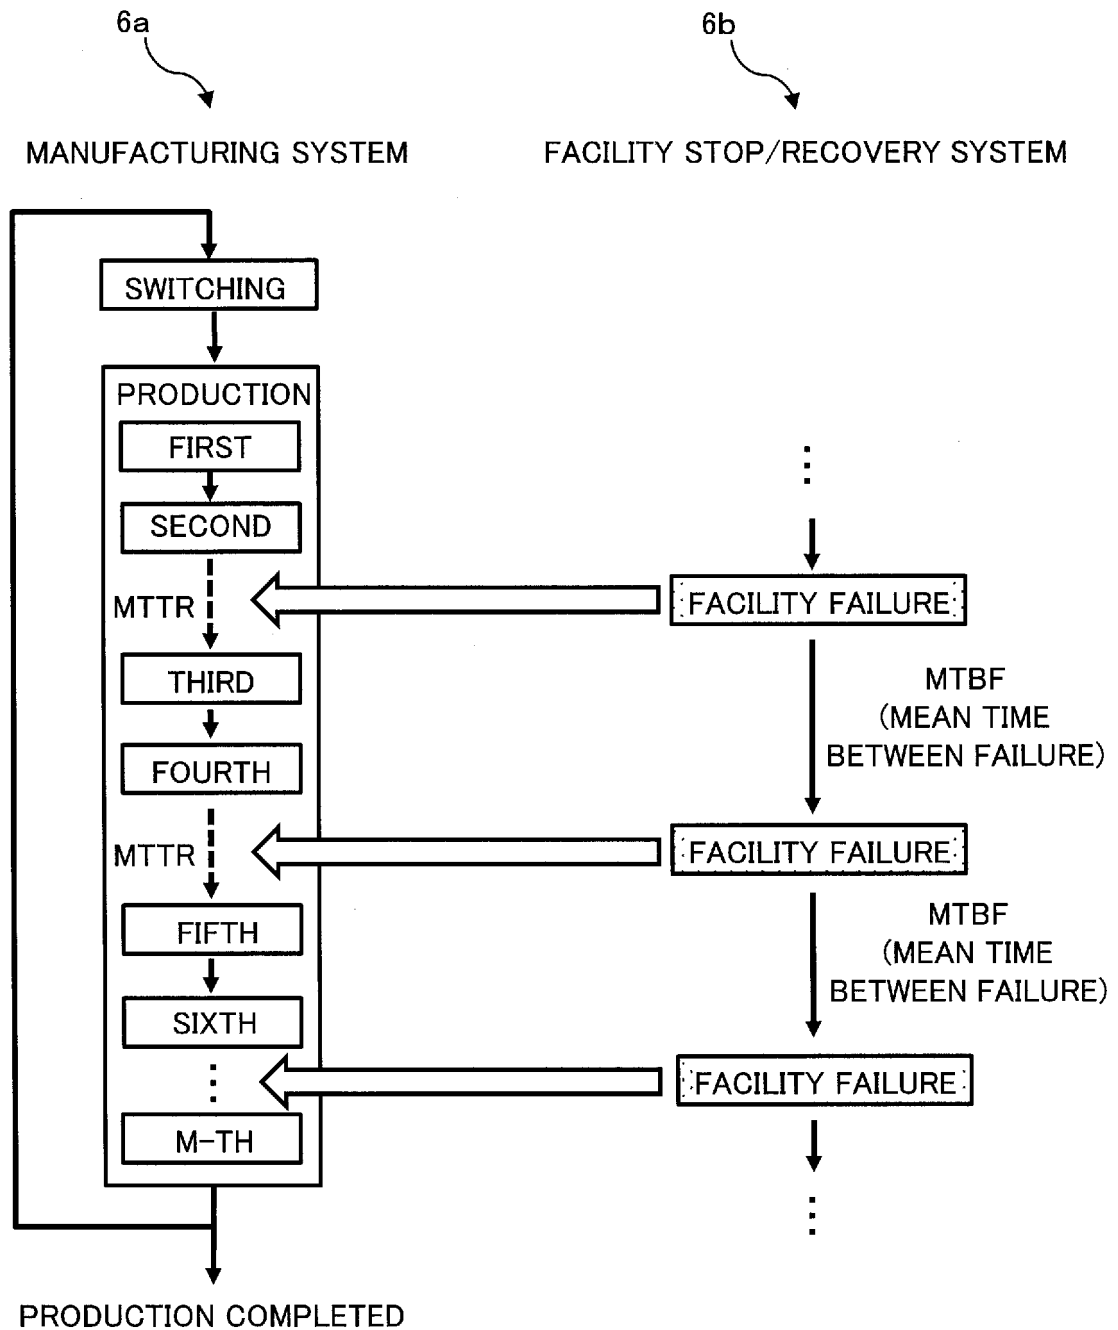 6a
6b
MANUFACTURING SYSTEM
FACILITY STOP/RECOVERY SYSTEM
SWITCHING
PRODUCTION
FIRST
SECOND
MTTR
THIRD
FOURTH
MTTR
FIFTH
SIXTH
M-TH
PRODUCTION COMPLETED
FACILITY FAILURE
MTBF
(MEAN TIME
BETWEEN FAILURE)
FACILITY FAILURE
MTBF
(MEAN TIME
BETWEEN FAILURE)
FACILITY FAILURE